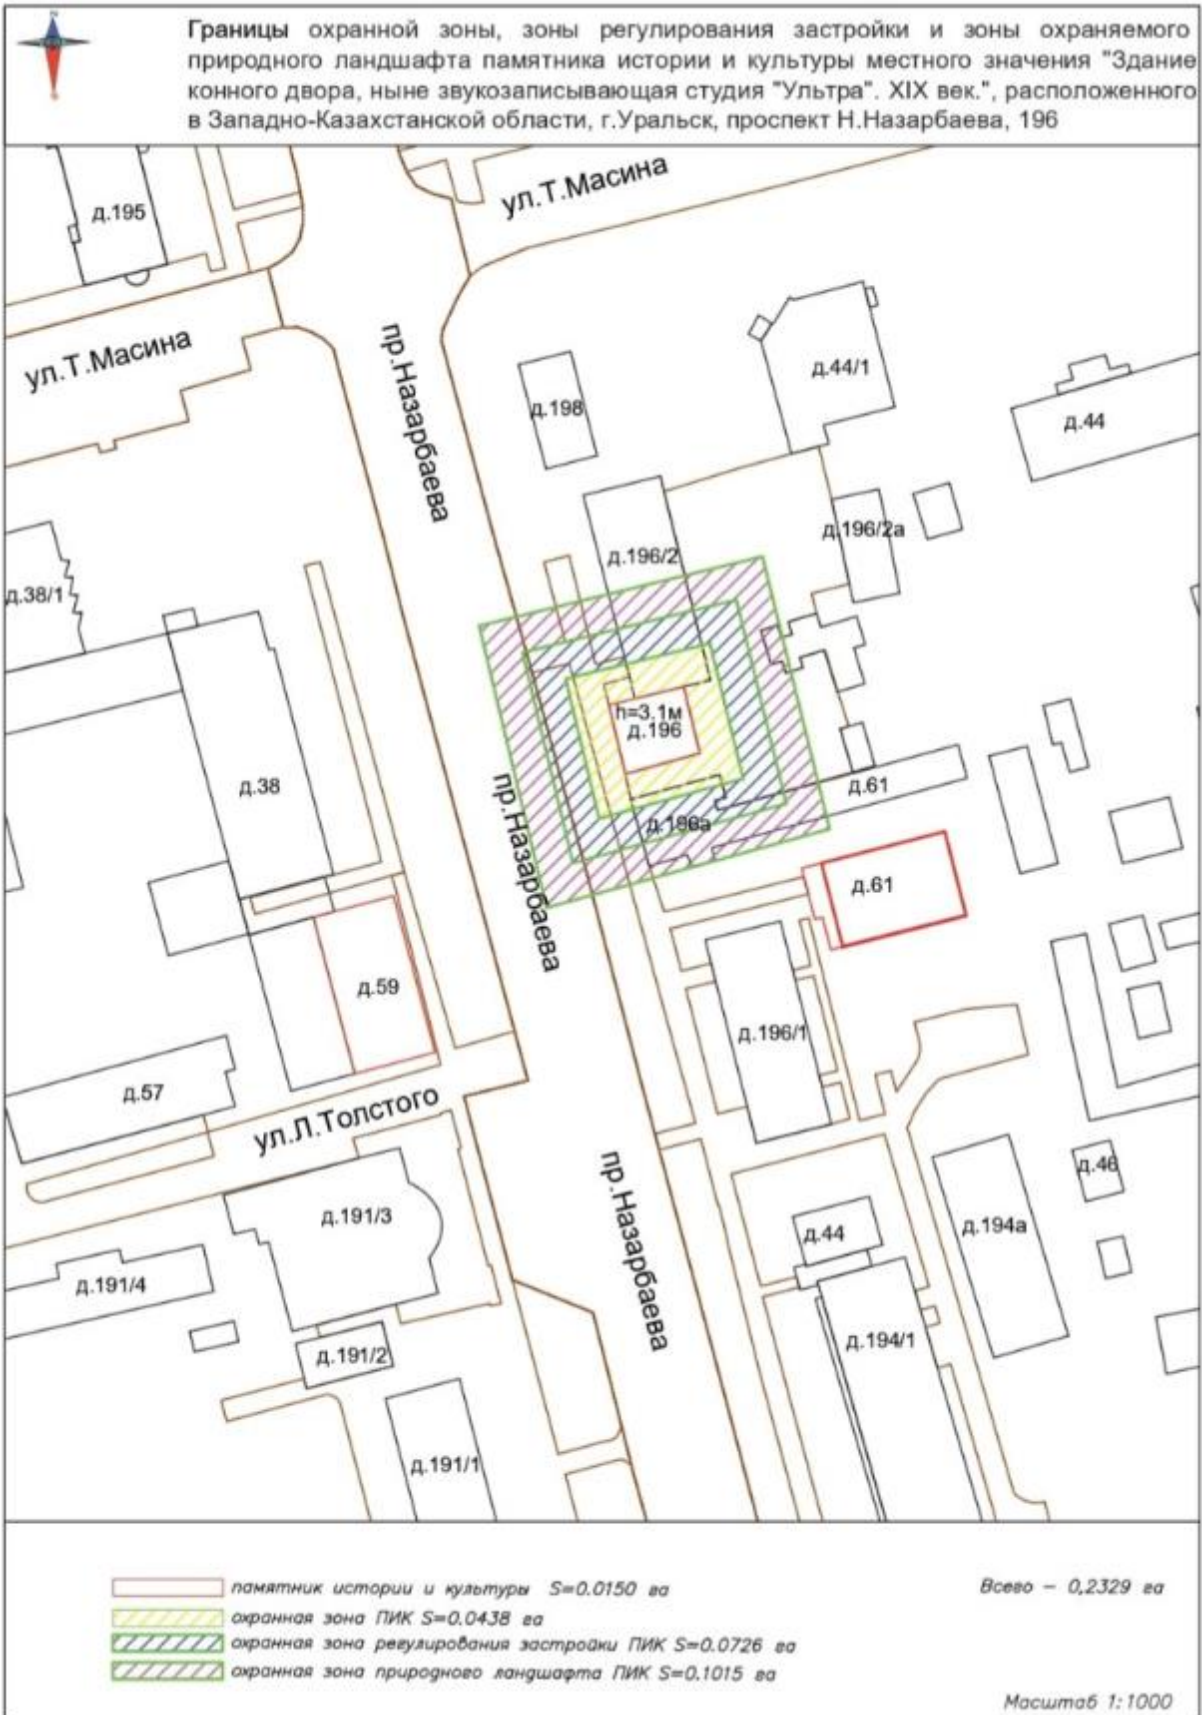 Границы охранной зоны, зоны регулирования застройки и зоны охраняемого
природного ландшафта памятника истории и культуры местного значения "Здание
конного двора, ныне звукозаписывающая студия "Ультра". XIX век.", расположенного
в Западно-Казахстанской области, г.Уральск, проспект Н.Назарбаева, 196
ул.Т.Масина
д.195
ул.Т.Масина
пр.Назарбаева
д.44/1
д.198
д.44
д.196/2
д.196/2а
д.38/1
h=3.1м
д.196
д.38
пр.Назарбаева
д.61
д.196а
д.61
д.59
д.196/1
д.57
ул.Л.Толстого
д.46
пр.Назарбаева
д.191/3
д.44
д.194а
д.191/4
д.191/2
д.194/1
д.191/1
памятник истории и культуры S=0.0150 га
Всего – 0,2329 га
охранная зона ПИК S=0.0438 га
охранная зона регулирования застройки ПИК S=0.0726 га
охранная зона природного ландшафта ПИК S=0.1015 га
Масштаб 1:1000